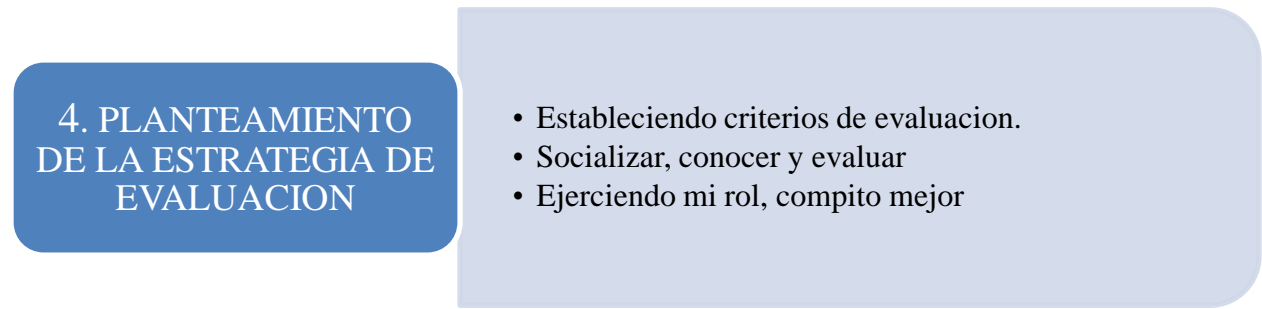 4. PLANTEAMIENTO
DE LA ESTRATEGIA DE
EVALUACION
• Estableciendo criterios de evaluacion.
• Socializar, conocer y evaluar
• Ejerciendo mi rol, compito mejor